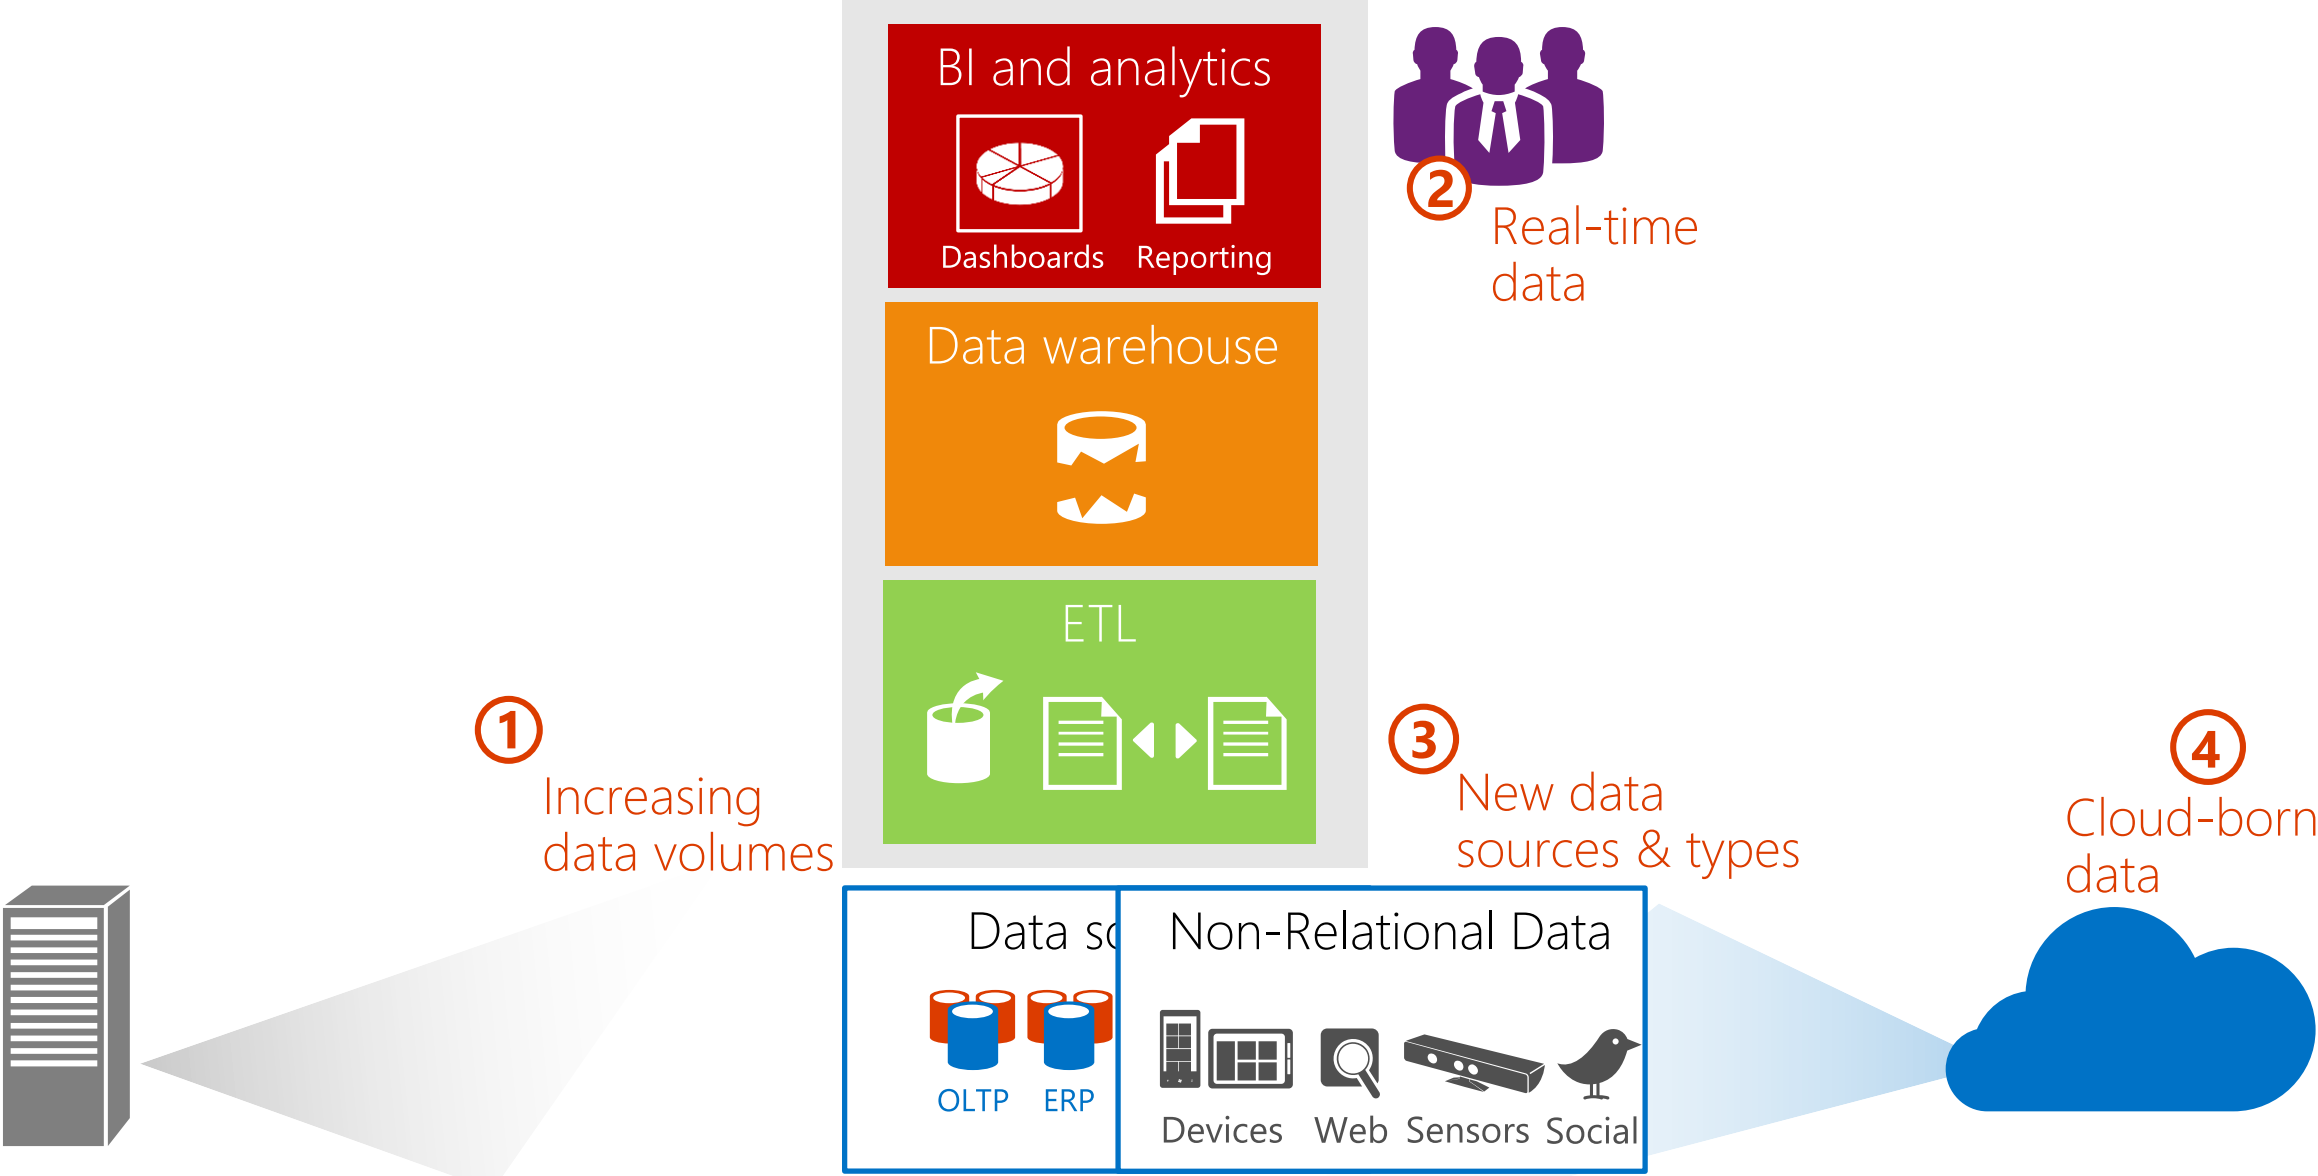 BI and analytics
Dashboards
Reporting
2
Real-time
data
Data warehouse
ETL
1
Increasing
data volumes
3
New data
sources & types
4
Cloud-born
data
Data
OLTP
ERP
Non-Relational Data
Devices
Web
Sensors
Social